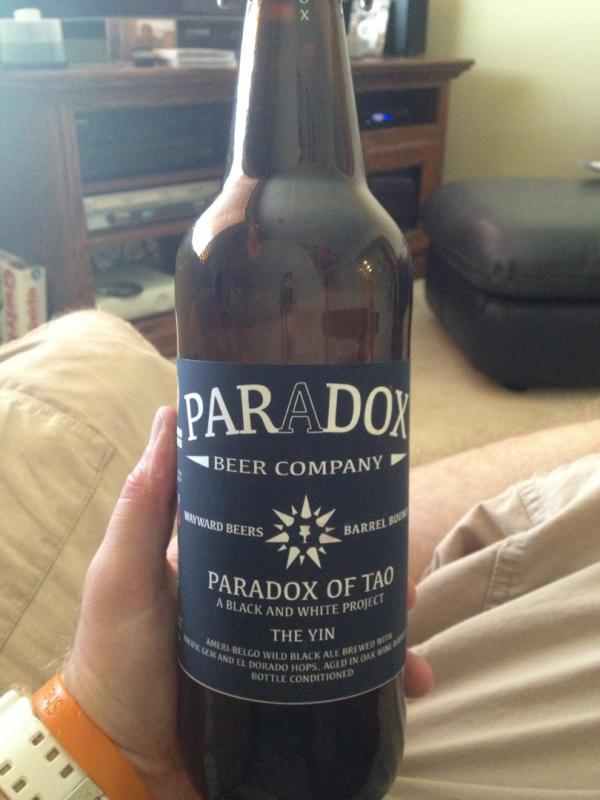 OX
PARADOX
BEER COMPANY
WAYWARD BEERS BARREL BOUND
PARADOX OF TAO
A BLACK AND WHITE PROJECT
THE YIN
AMERI-BELGO WILD BLACK ALE BREWED WITH
PACIFIC GEM AND EL DORADO HOPS. AGED IN OAK WINE
BOTTLE CONDITIONED